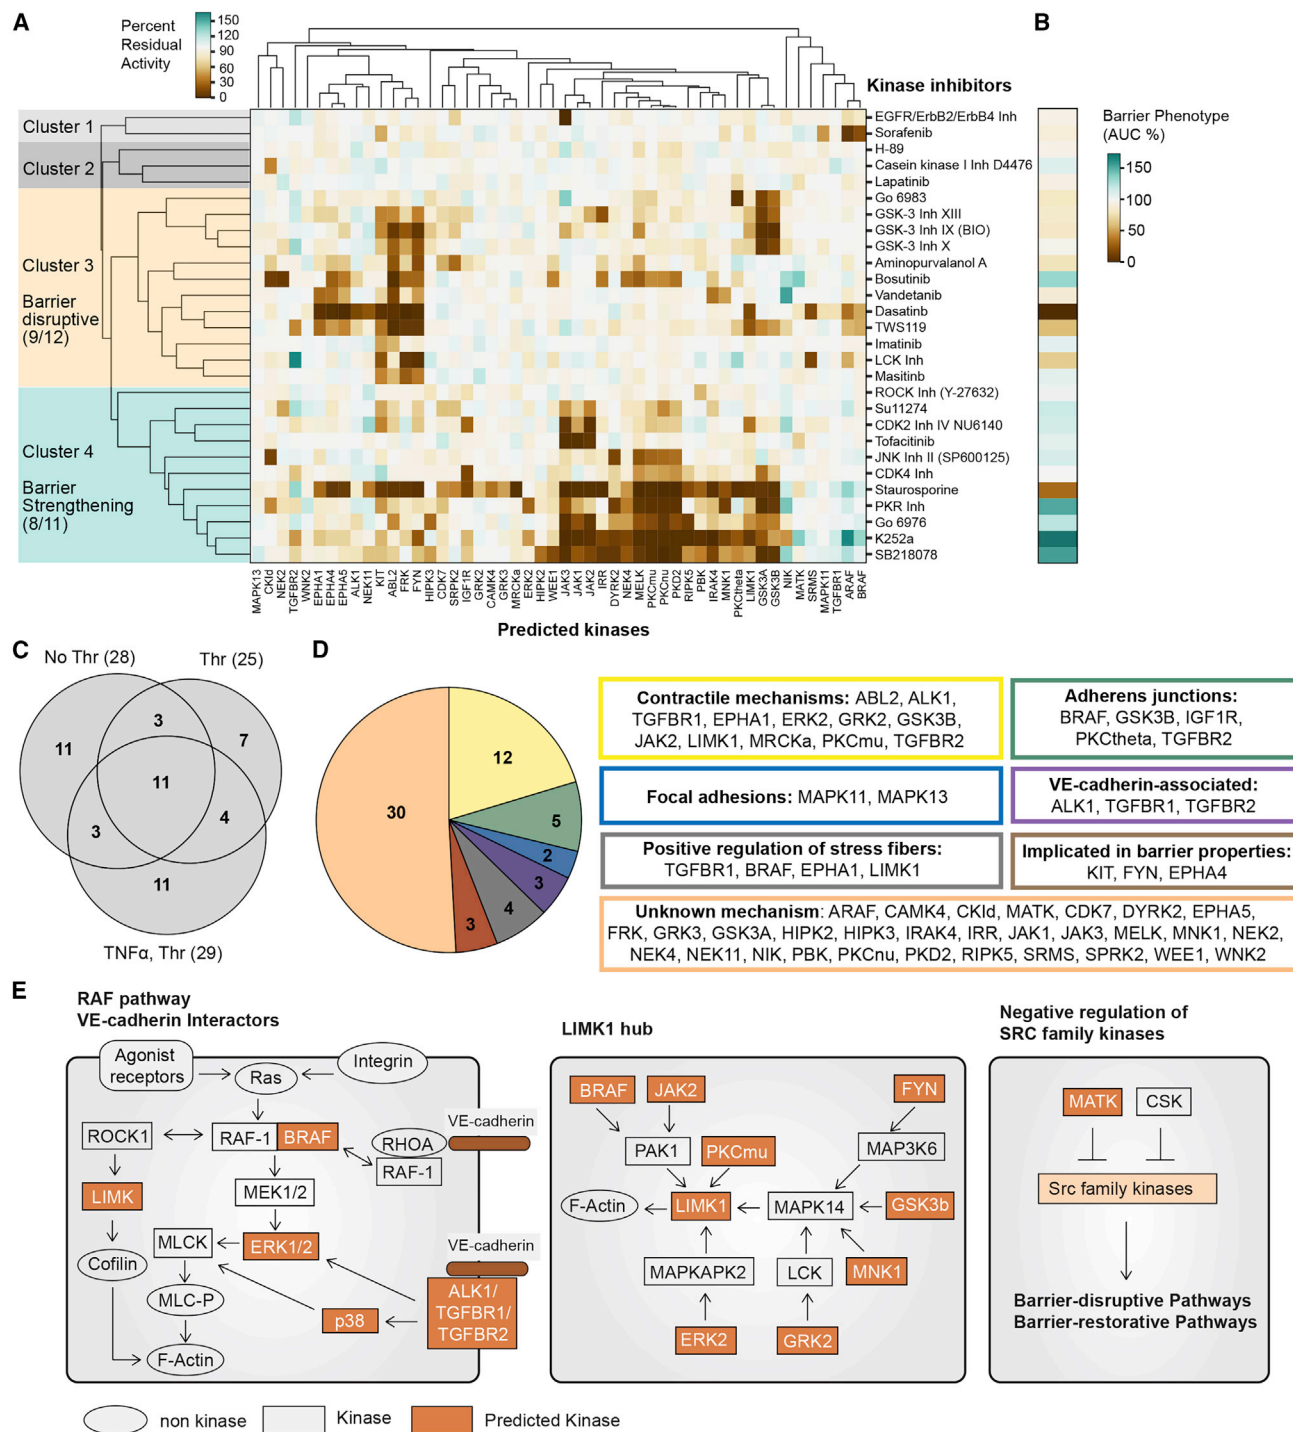 A
Percent
Residual
Activity
150
120
90
60
30
0
B
Kinase inhibitors
Cluster 1
Cluster 2
Cluster 3
Barrier
disruptive
(9/12)
Cluster 4
Barrier
Strengthening
(8/11)
EGFR/ErbB2/ErbB4 Inh
Sorafenib
H-89
Casein kinase I Inh D4476
Lapatinib
Go 6983
GSK-3 Inh XIII
GSK-3 Inh IX (BIO)
GSK-3 Inh X
Aminopurvalanol A
Bosutinib
Vandetanib
Dasatinb
TWS119
Imatinib
LCK Inh
Masitinb
ROCK Inh (Y-27632)
Su11274
CDK2 Inh IV NU6140
Tofacitinib
JNK Inh II (SP600125)
CDK4 Inh
Staurosporine
PKR Inh
Go 6976
K252a
SB218078
Barrier Phenotype
(AUC %)
150
100
50
0
MAPK13
CKId
NEK2
TGFBR2
WNK2
EPHA1
EPHA4
EPHA5
ALK1
NEK11
KIT
ABL2
FRK
FYN
HIPK3
CDK7
SRPK2
IGF1R
GRK2
CAMK4
GRK3
MRCKa
ERK2
HIPK2
WEE1
JAK3
JAK1
JAK2
IRR
DYRK2
NEK4
MELK
PKCmu
PKCnu
PKD2
RIPK5
PBK
IRAK4
MNK1
PKCtheta
LIMK1
GSK3A
GSK3B
NIK
MATK
SRMS
MAPK11
TGFBR1
ARAF
BRAF
Predicted kinases
C
No Thr (28)
Thr (25)
3
11
7
11
3
4
11
TNFα, Thr (29)
D
12
5
2
3
4
3
30
Contractile mechanisms: ABL2, ALK1,
TGFBR1, EPHA1, ERK2, GRK2, GSK3B,
JAK2, LIMK1, MRCKa, PKCmu, TGFBR2
Adherens junctions:
BRAF, GSK3B, IGF1R,
PKCtheta, TGFBR2
Focal adhesions: MAPK11, MAPK13
VE-cadherin-associated:
ALK1, TGFBR1, TGFBR2
Positive regulation of stress fibers:
TGFBR1, BRAF, EPHA1, LIMK1
Implicated in barrier properties:
KIT, FYN, EPHA4
Unknown mechanism: ARAF, CAMK4, CKId, MATK, CDK7, DYRK2, EPHA5,
FRK, GRK3, GSK3A, HIPK2, HIPK3, IRAK4, IRR, JAK1, JAK3, MELK, MNK1, NEK2,
NEK4, NEK11, NIK, PBK, PKCnu, PKD2, RIPK5, SRMS, SPRK2, WEE1, WNK2
E
RAF pathway
VE-cadherin Interactors
Agonist
receptors
Ras
Integrin
ROCK1
RAF-1
BRAF
RHOA
RAF-1
VE-cadherin
LIMK
MEK1/2
Cofilin
MLCK
ERK1/2
VE-cadherin
MLC-P
p38
ALK1/
TGFBR1/
TGFBR2
F-Actin
LIMK1 hub
BRAF
JAK2
FYN
PAK1
PKCmu
MAP3K6
F-Actin
LIMK1
MAPK14
GSK3b
MAPKAPK2
LCK
MNK1
ERK2
GRK2
Negative regulation of
SRC family kinases
MATK
CSK
Src family kinases
Barrier-disruptive Pathways
Barrier-restorative Pathways
non kinase
Kinase
Predicted Kinase